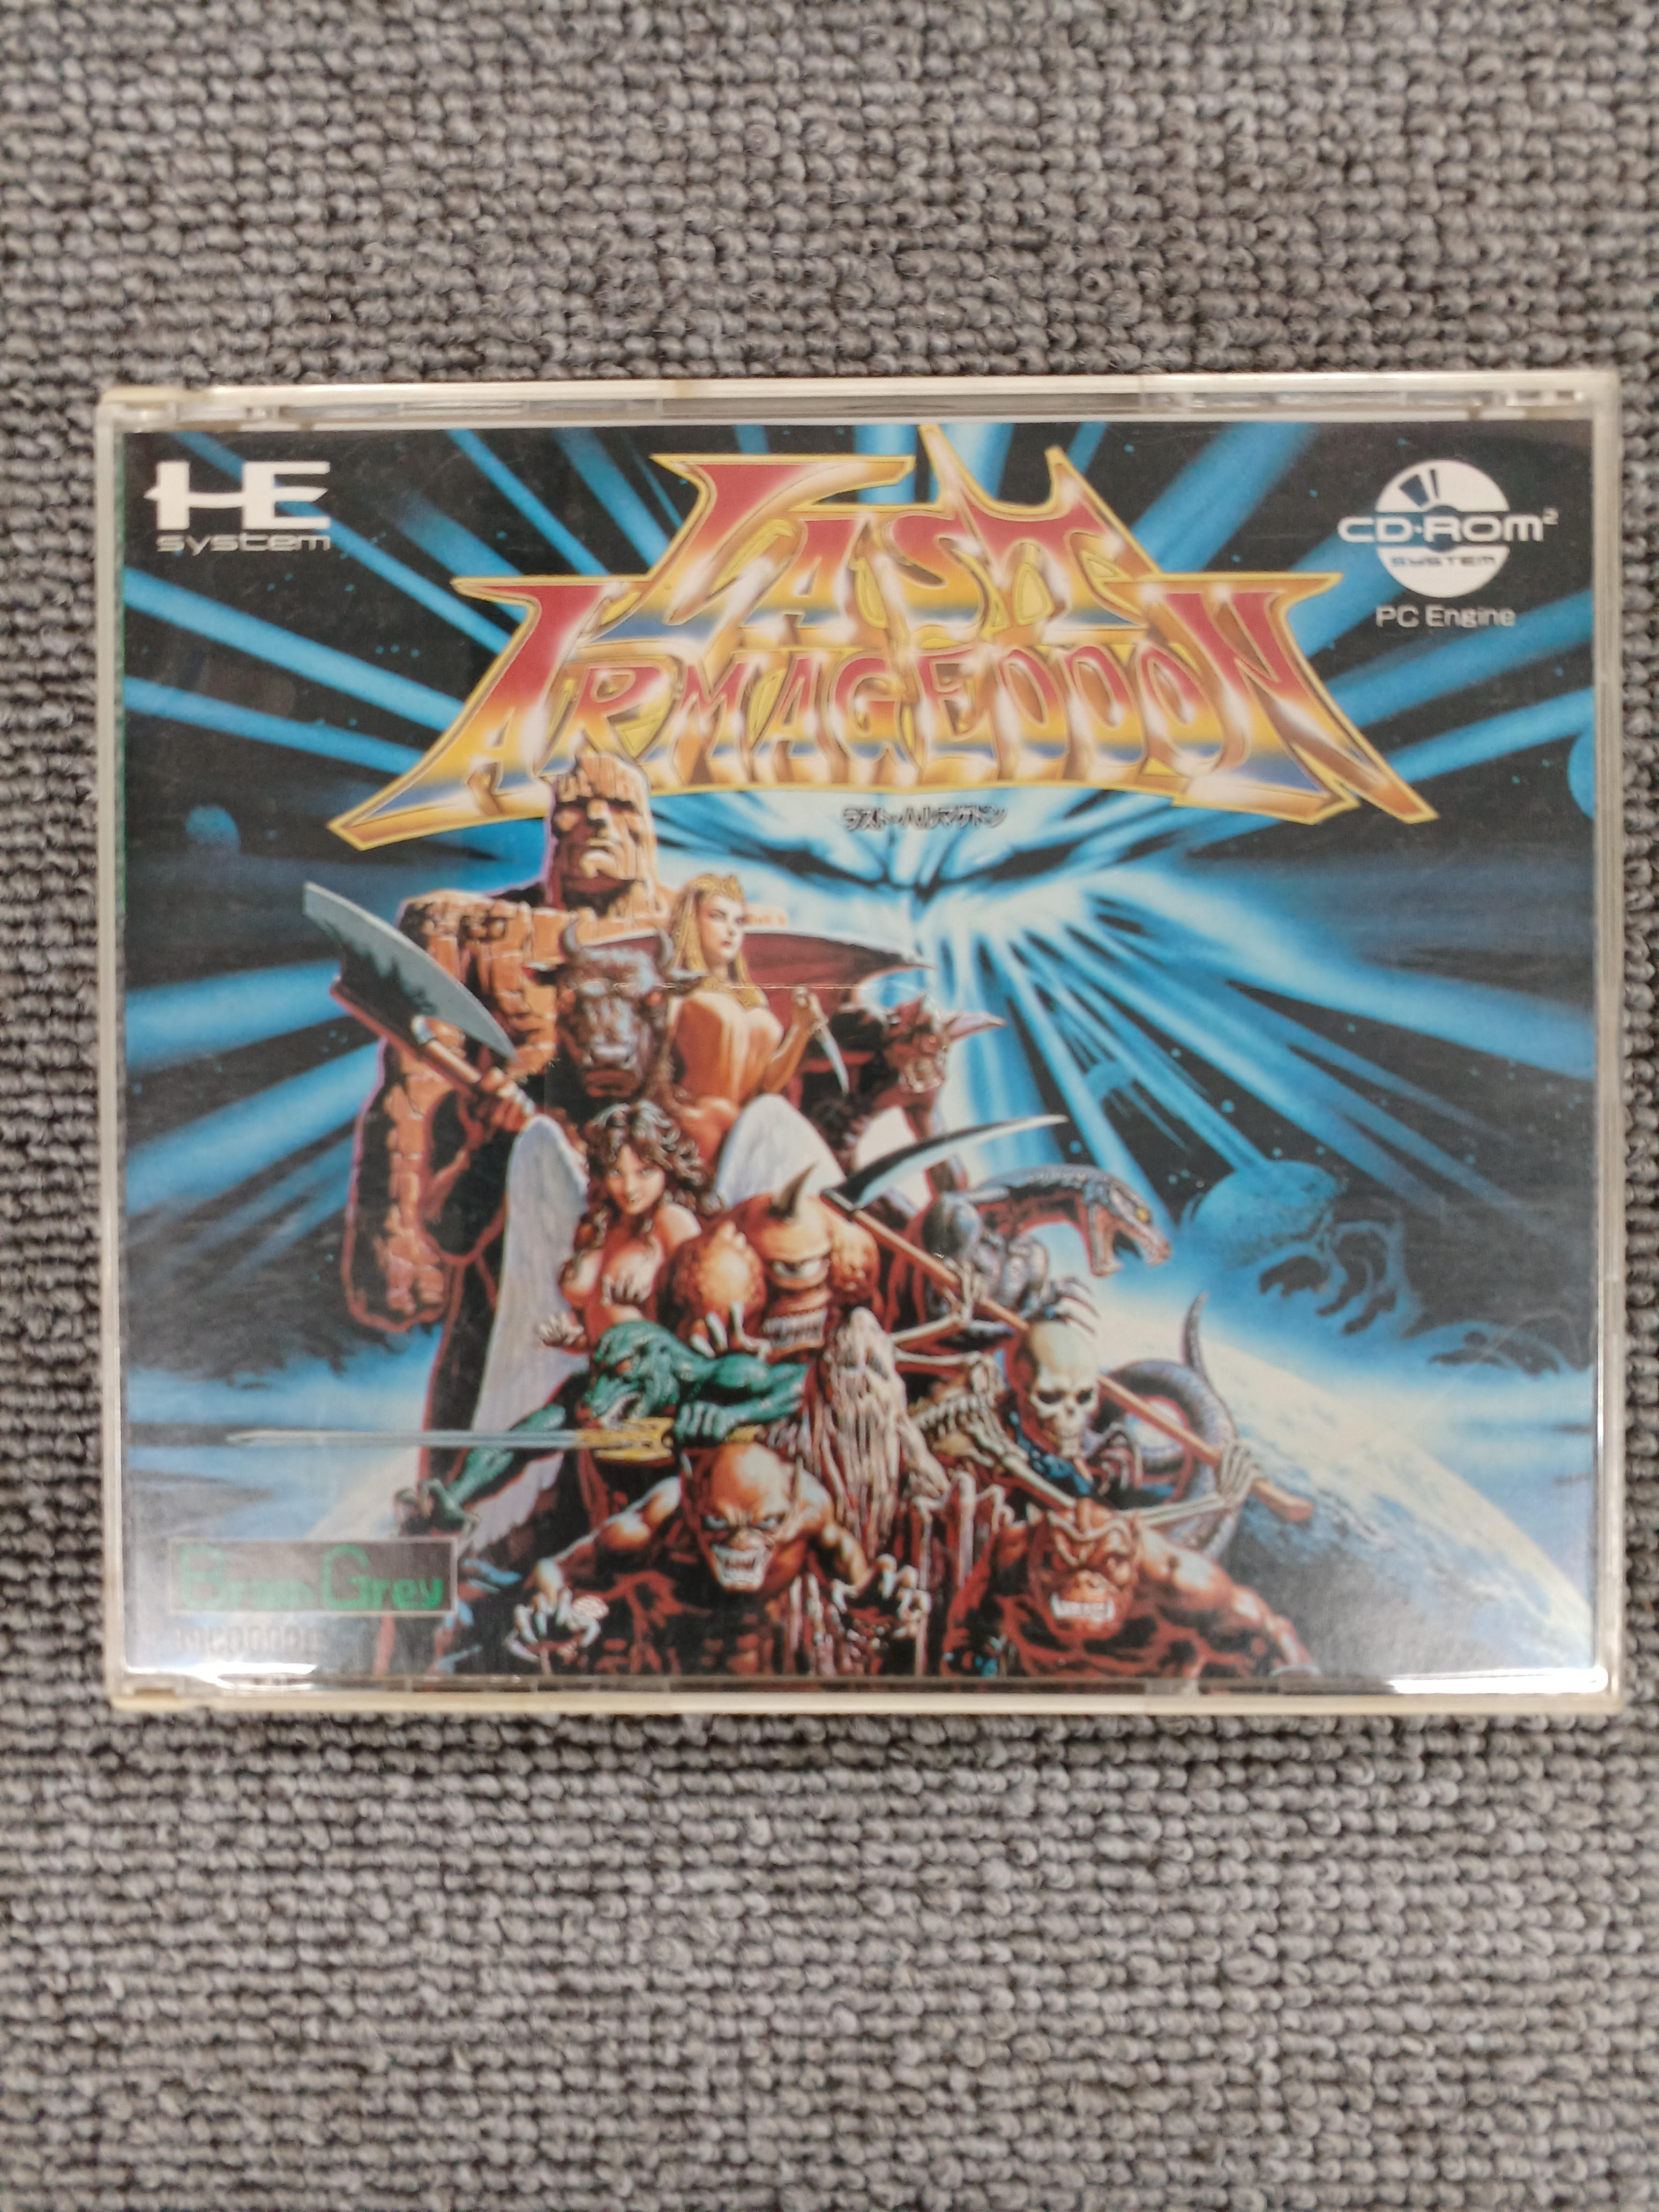 HE
system
LAST
ARMAGEDDON
CD-ROM²
SYSTEM
PC Engine
ラスト・ハルマゲドン
Brain Grey